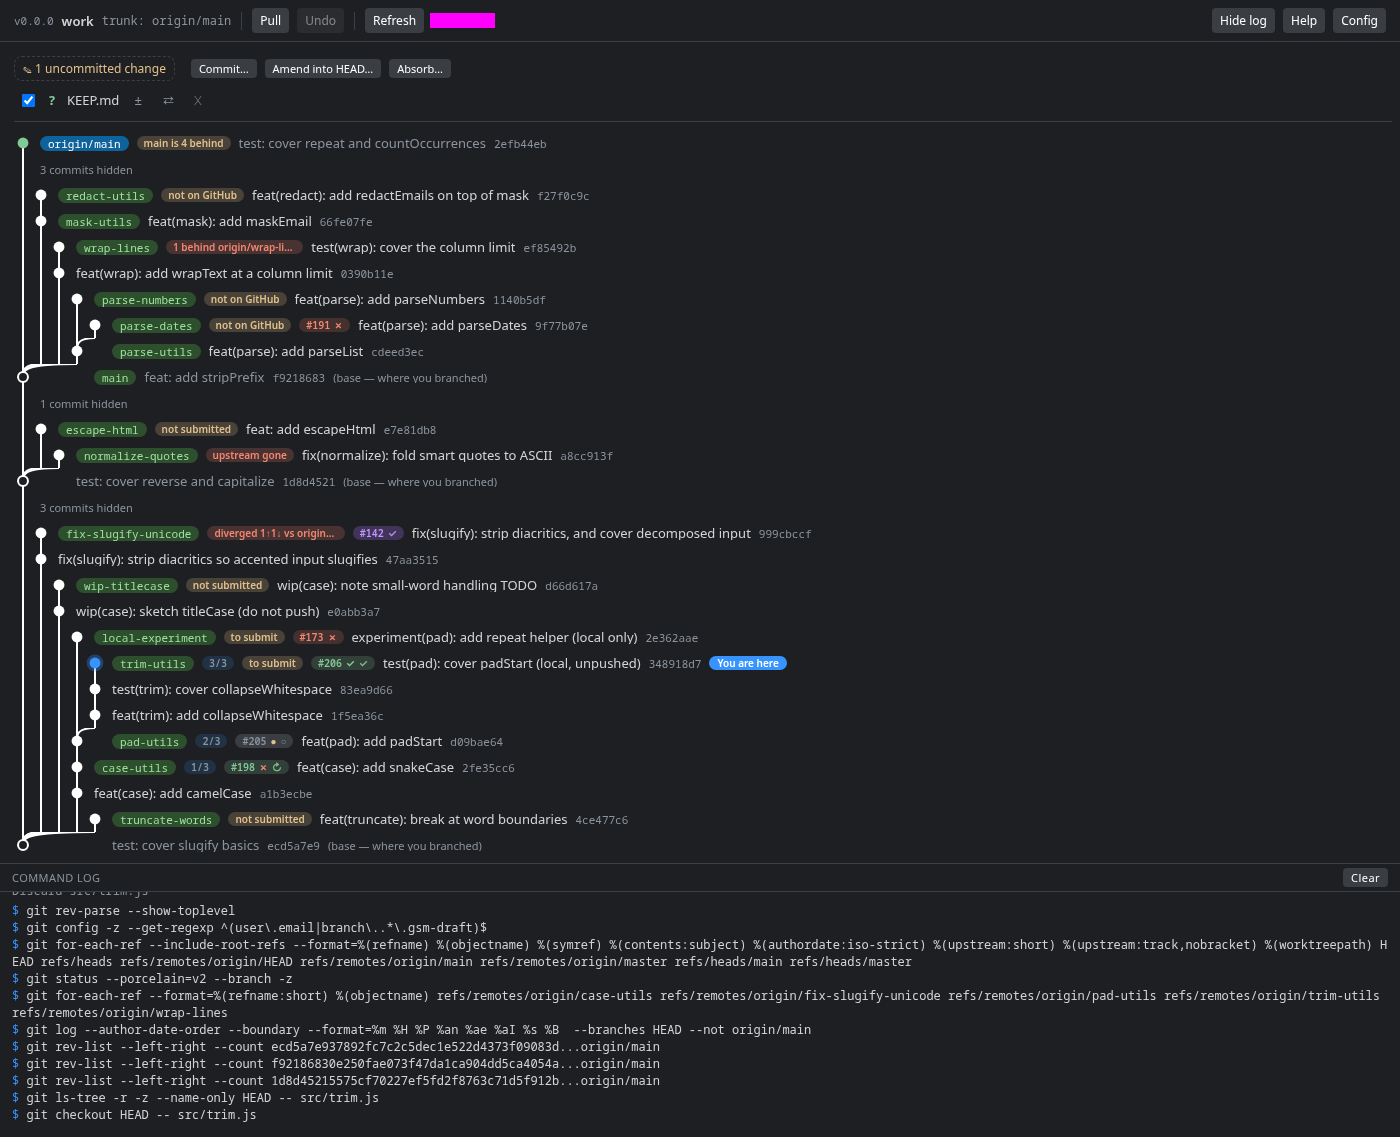 v0.0.0 work trunk: origin/main Pull Undo Refresh Hide log Help Config
✎ 1 uncommitted change Commit... Amend into HEAD... Absorb...
? KEEP.md ± ⇄ X
origin/main main is 4 behind test: cover repeat and countOccurrences 2efb44eb
3 commits hidden
redact-utils not on GitHub feat(redact): add redactEmails on top of mask f27f0c9c
mask-utils feat(mask): add maskEmail 66fe07fe
wrap-lines 1 behind origin/wrap-li... test(wrap): cover the column limit ef85492b
feat(wrap): add wrapText at a column limit 0390b11e
parse-numbers not on GitHub feat(parse): add parseNumbers 1140b5df
parse-dates not on GitHub #191 × feat(parse): add parseDates 9f77b07e
parse-utils feat(parse): add parseList cdeed3ec
main feat: add stripPrefix f9218683 (base — where you branched)
1 commit hidden
escape-html not submitted feat: add escapeHtml e7e81db8
normalize-quotes upstream gone fix(normalize): fold smart quotes to ASCII a8cc913f
test: cover reverse and capitalize 1d8d4521 (base — where you branched)
3 commits hidden
fix-slugify-unicode diverged 1↑1↓ vs origin... #142 ✓ fix(slugify): strip diacritics, and cover decomposed input 999cbccf
fix(slugify): strip diacritics so accented input slugifies 47aa3515
wip-titlecase not submitted wip(case): note small-word handling TODO d66d617a
wip(case): sketch titleCase (do not push) e0abb3a7
local-experiment to submit #173 × experiment(pad): add repeat helper (local only) 2e362aae
trim-utils 3/3 to submit #206 ✓ ✓ test(pad): cover padStart (local, unpushed) 348918d7 You are here
test(trim): cover collapseWhitespace 83ea9d66
feat(trim): add collapseWhitespace 1f5ea36c
pad-utils 2/3 #205 ● ○ feat(pad): add padStart d09bae64
case-utils 1/3 #198 × ↻ feat(case): add snakeCase 2fe35cc6
feat(case): add camelCase a1b3ecbe
truncate-words not submitted feat(truncate): break at word boundaries 4ce477c6
test: cover slugify basics ecd5a7e9 (base — where you branched)
COMMAND LOG Clear
Discard src/trim.js
$ git rev-parse --show-toplevel
$ git config -z --get-regexp ^(user\.email|branch\..*\.gsm-draft)$
$ git for-each-ref --include-root-refs --format=%(refname) %(objectname) %(symref) %(contents:subject) %(authordate:iso-strict) %(upstream:short) %(upstream:track,nobracket) %(worktreepath) H
EAD refs/heads refs/remotes/origin/HEAD refs/remotes/origin/main refs/remotes/origin/master refs/heads/main refs/heads/master
$ git status --porcelain=v2 --branch -z
$ git for-each-ref --format=%(refname:short) %(objectname) refs/remotes/origin/case-utils refs/remotes/origin/fix-slugify-unicode refs/remotes/origin/pad-utils refs/remotes/origin/trim-utils
refs/remotes/origin/wrap-lines
$ git log --author-date-order --boundary --format=%m %H %P %an %ae %aI %s %B --branches HEAD --not origin/main
$ git rev-list --left-right --count ecd5a7e937892fc7c2c5dec1e522d4373f09083d...origin/main
$ git rev-list --left-right --count f92186830e250fae073f47da1ca904dd5ca4054a...origin/main
$ git rev-list --left-right --count 1d8d45215575cf70227ef5fd2f8763c71d5f912b...origin/main
$ git ls-tree -r -z --name-only HEAD -- src/trim.js
$ git checkout HEAD -- src/trim.js